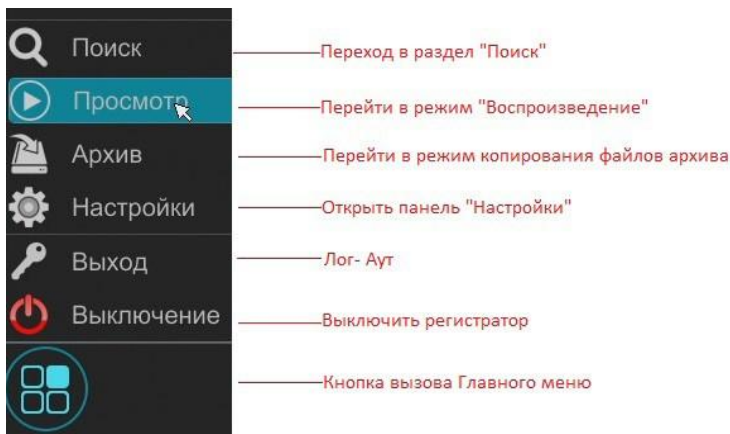 Поиск
Переход в раздел "Поиск"
Просмотр
Перейти в режим "Воспроизведение"
Архив
Перейти в режим копирования файлов архива
Настройки
Открыть панель "Настройки"
Выход
Лог- Аут
Выключение
Выключить регистратор
Кнопка вызова Главного меню